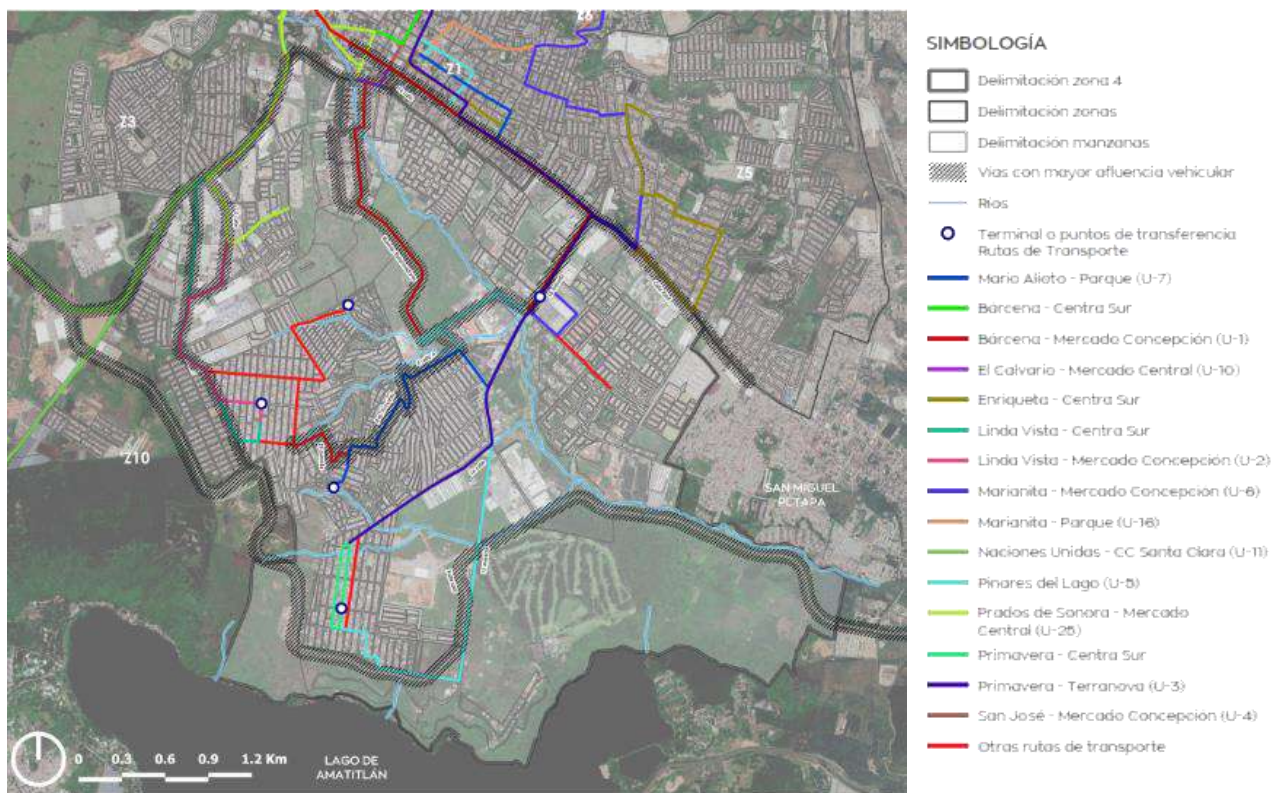 Z6
Z1
Z3
Z5
Z10
SAN MIGUEL
PETAPA
0 0.3 0.6 0.9 1.2 Km
LAGO DE
AMATITLÁN
SIMBOLOGÍA
Delimitación zona 4
Delimitación zonas
Delimitación manzanas
Vías con mayor afluencia vehicular
Ríos
Terminal o puntos de transferencia
Rutas de Transporte
Mario Alioto - Parque (U-7)
Bárcena - Centra Sur
Bárcena - Mercado Concepción (U-1)
El Calvario - Mercado Central (U-10)
Enriqueta - Centra Sur
Linda Vista - Centra Sur
Linda Vista - Mercado Concepción (U-2)
Marianita - Mercado Concepción (U-6)
Marianita - Parque (U-16)
Naciones Unidas - CC Santa Clara (U-11)
Pinares del Lago (U-5)
Prados de Sonora - Mercado
Central (U-25)
Primavera - Centra Sur
Primavera - Terranova (U-3)
San José - Mercado Concepción (U-4)
Otras rutas de transporte